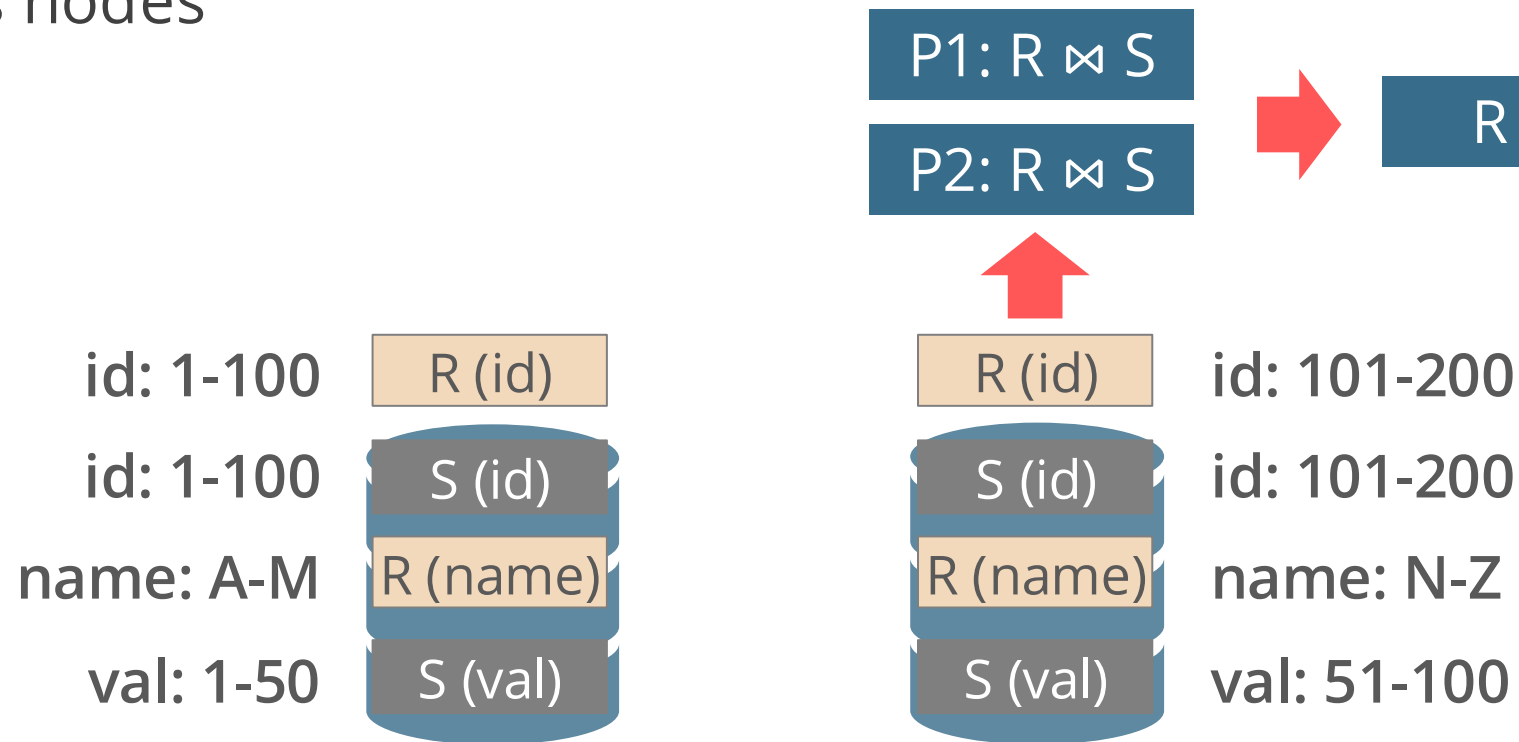 s nodes
P1: R ⋈ S
P2: R ⋈ S
R
id: 1-100 R (id) R (id) id: 101-200
id: 1-100 S (id) S (id) id: 101-200
name: A-M R (name) R (name) name: N-Z
val: 1-50 S (val) S (val) val: 51-100